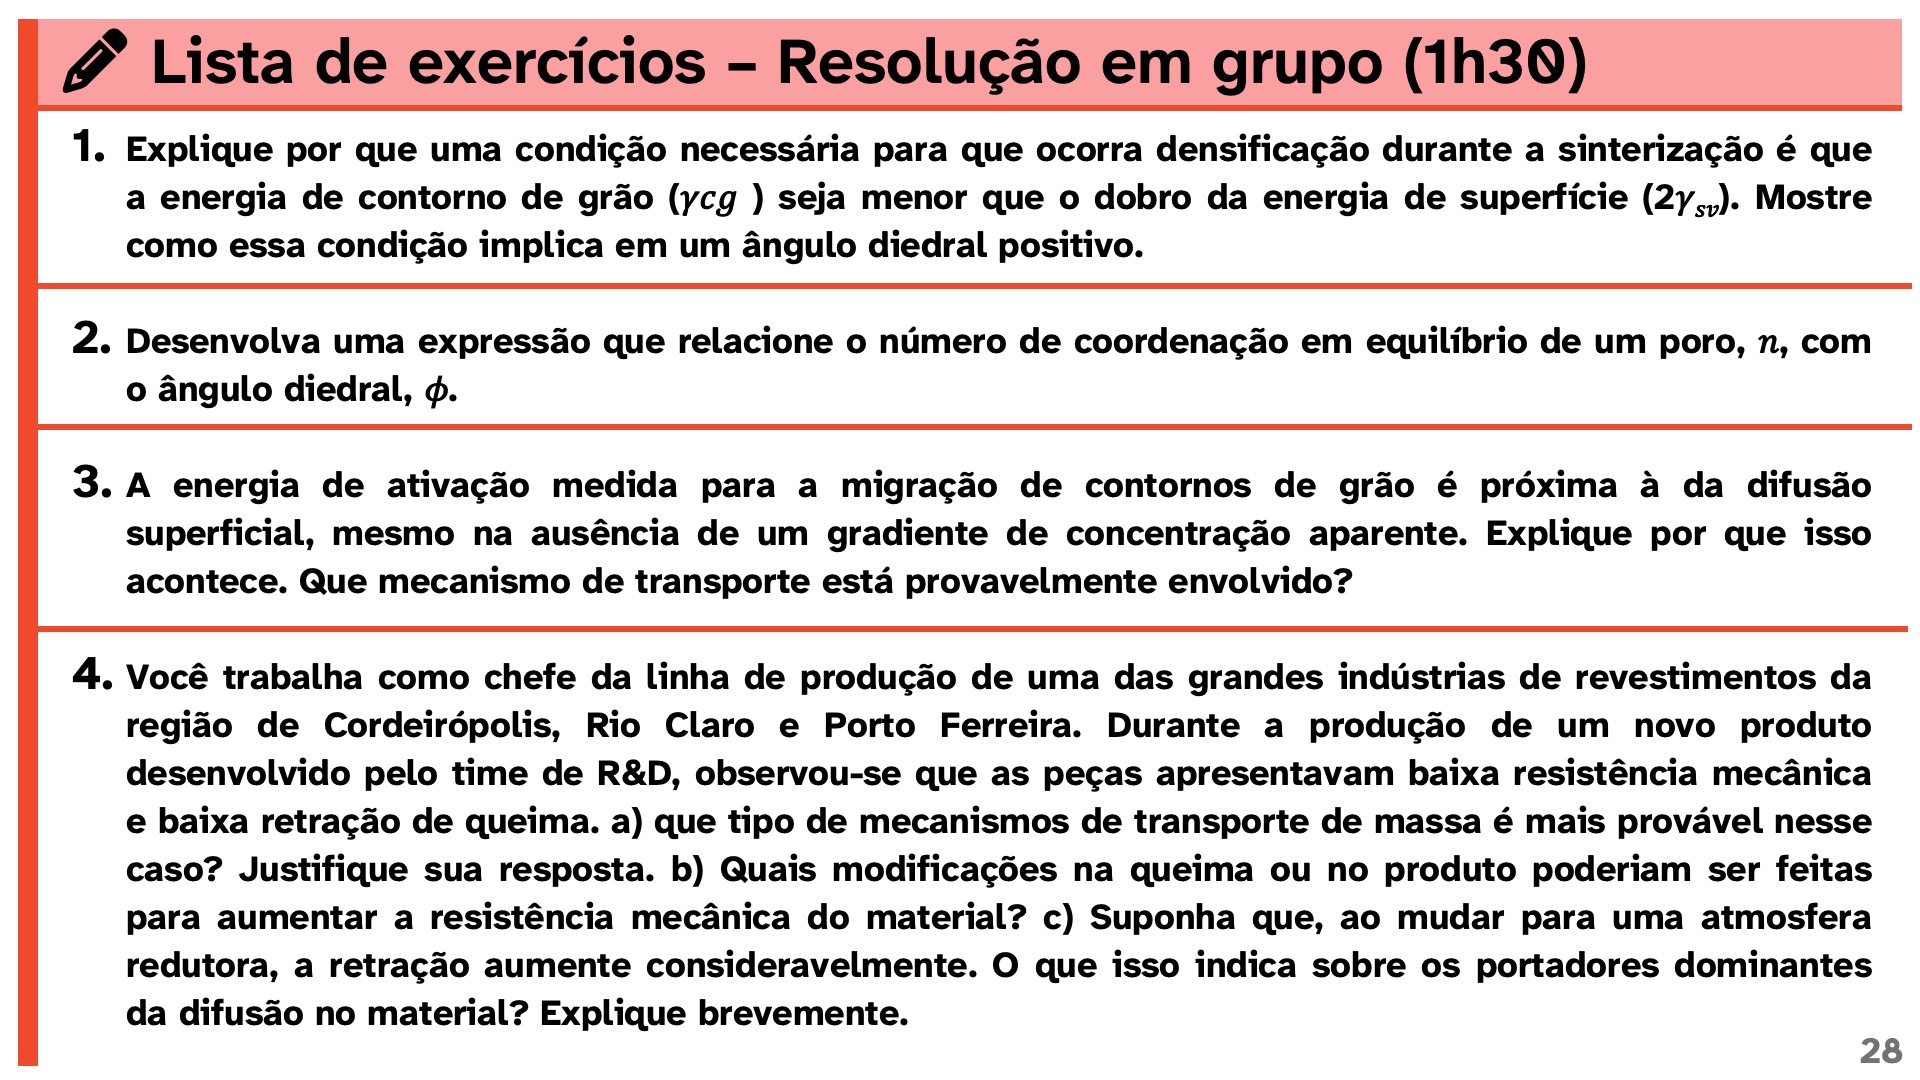 Lista de exercícios – Resolução em grupo (1h30)
1. Explique por que uma condição necessária para que ocorra densificação durante a sinterização é que
a energia de contorno de grão (γcg ) seja menor que o dobro da energia de superfície (2γsv). Mostre
como essa condição implica em um ângulo diedral positivo.
2. Desenvolva uma expressão que relacione o número de coordenação em equilíbrio de um poro, n, com
o ângulo diedral, ϕ.
3. A energia de ativação medida para a migração de contornos de grão é próxima à da difusão
superficial, mesmo na ausência de um gradiente de concentração aparente. Explique por que isso
acontece. Que mecanismo de transporte está provavelmente envolvido?
4. Você trabalha como chefe da linha de produção de uma das grandes indústrias de revestimentos da
região de Cordeirópolis, Rio Claro e Porto Ferreira. Durante a produção de um novo produto
desenvolvido pelo time de R&D, observou-se que as peças apresentavam baixa resistência mecânica
e baixa retração de queima. a) que tipo de mecanismos de transporte de massa é mais provável nesse
caso? Justifique sua resposta. b) Quais modificações na queima ou no produto poderiam ser feitas
para aumentar a resistência mecânica do material? c) Suponha que, ao mudar para uma atmosfera
redutora, a retração aumente consideravelmente. O que isso indica sobre os portadores dominantes
da difusão no material? Explique brevemente.
28